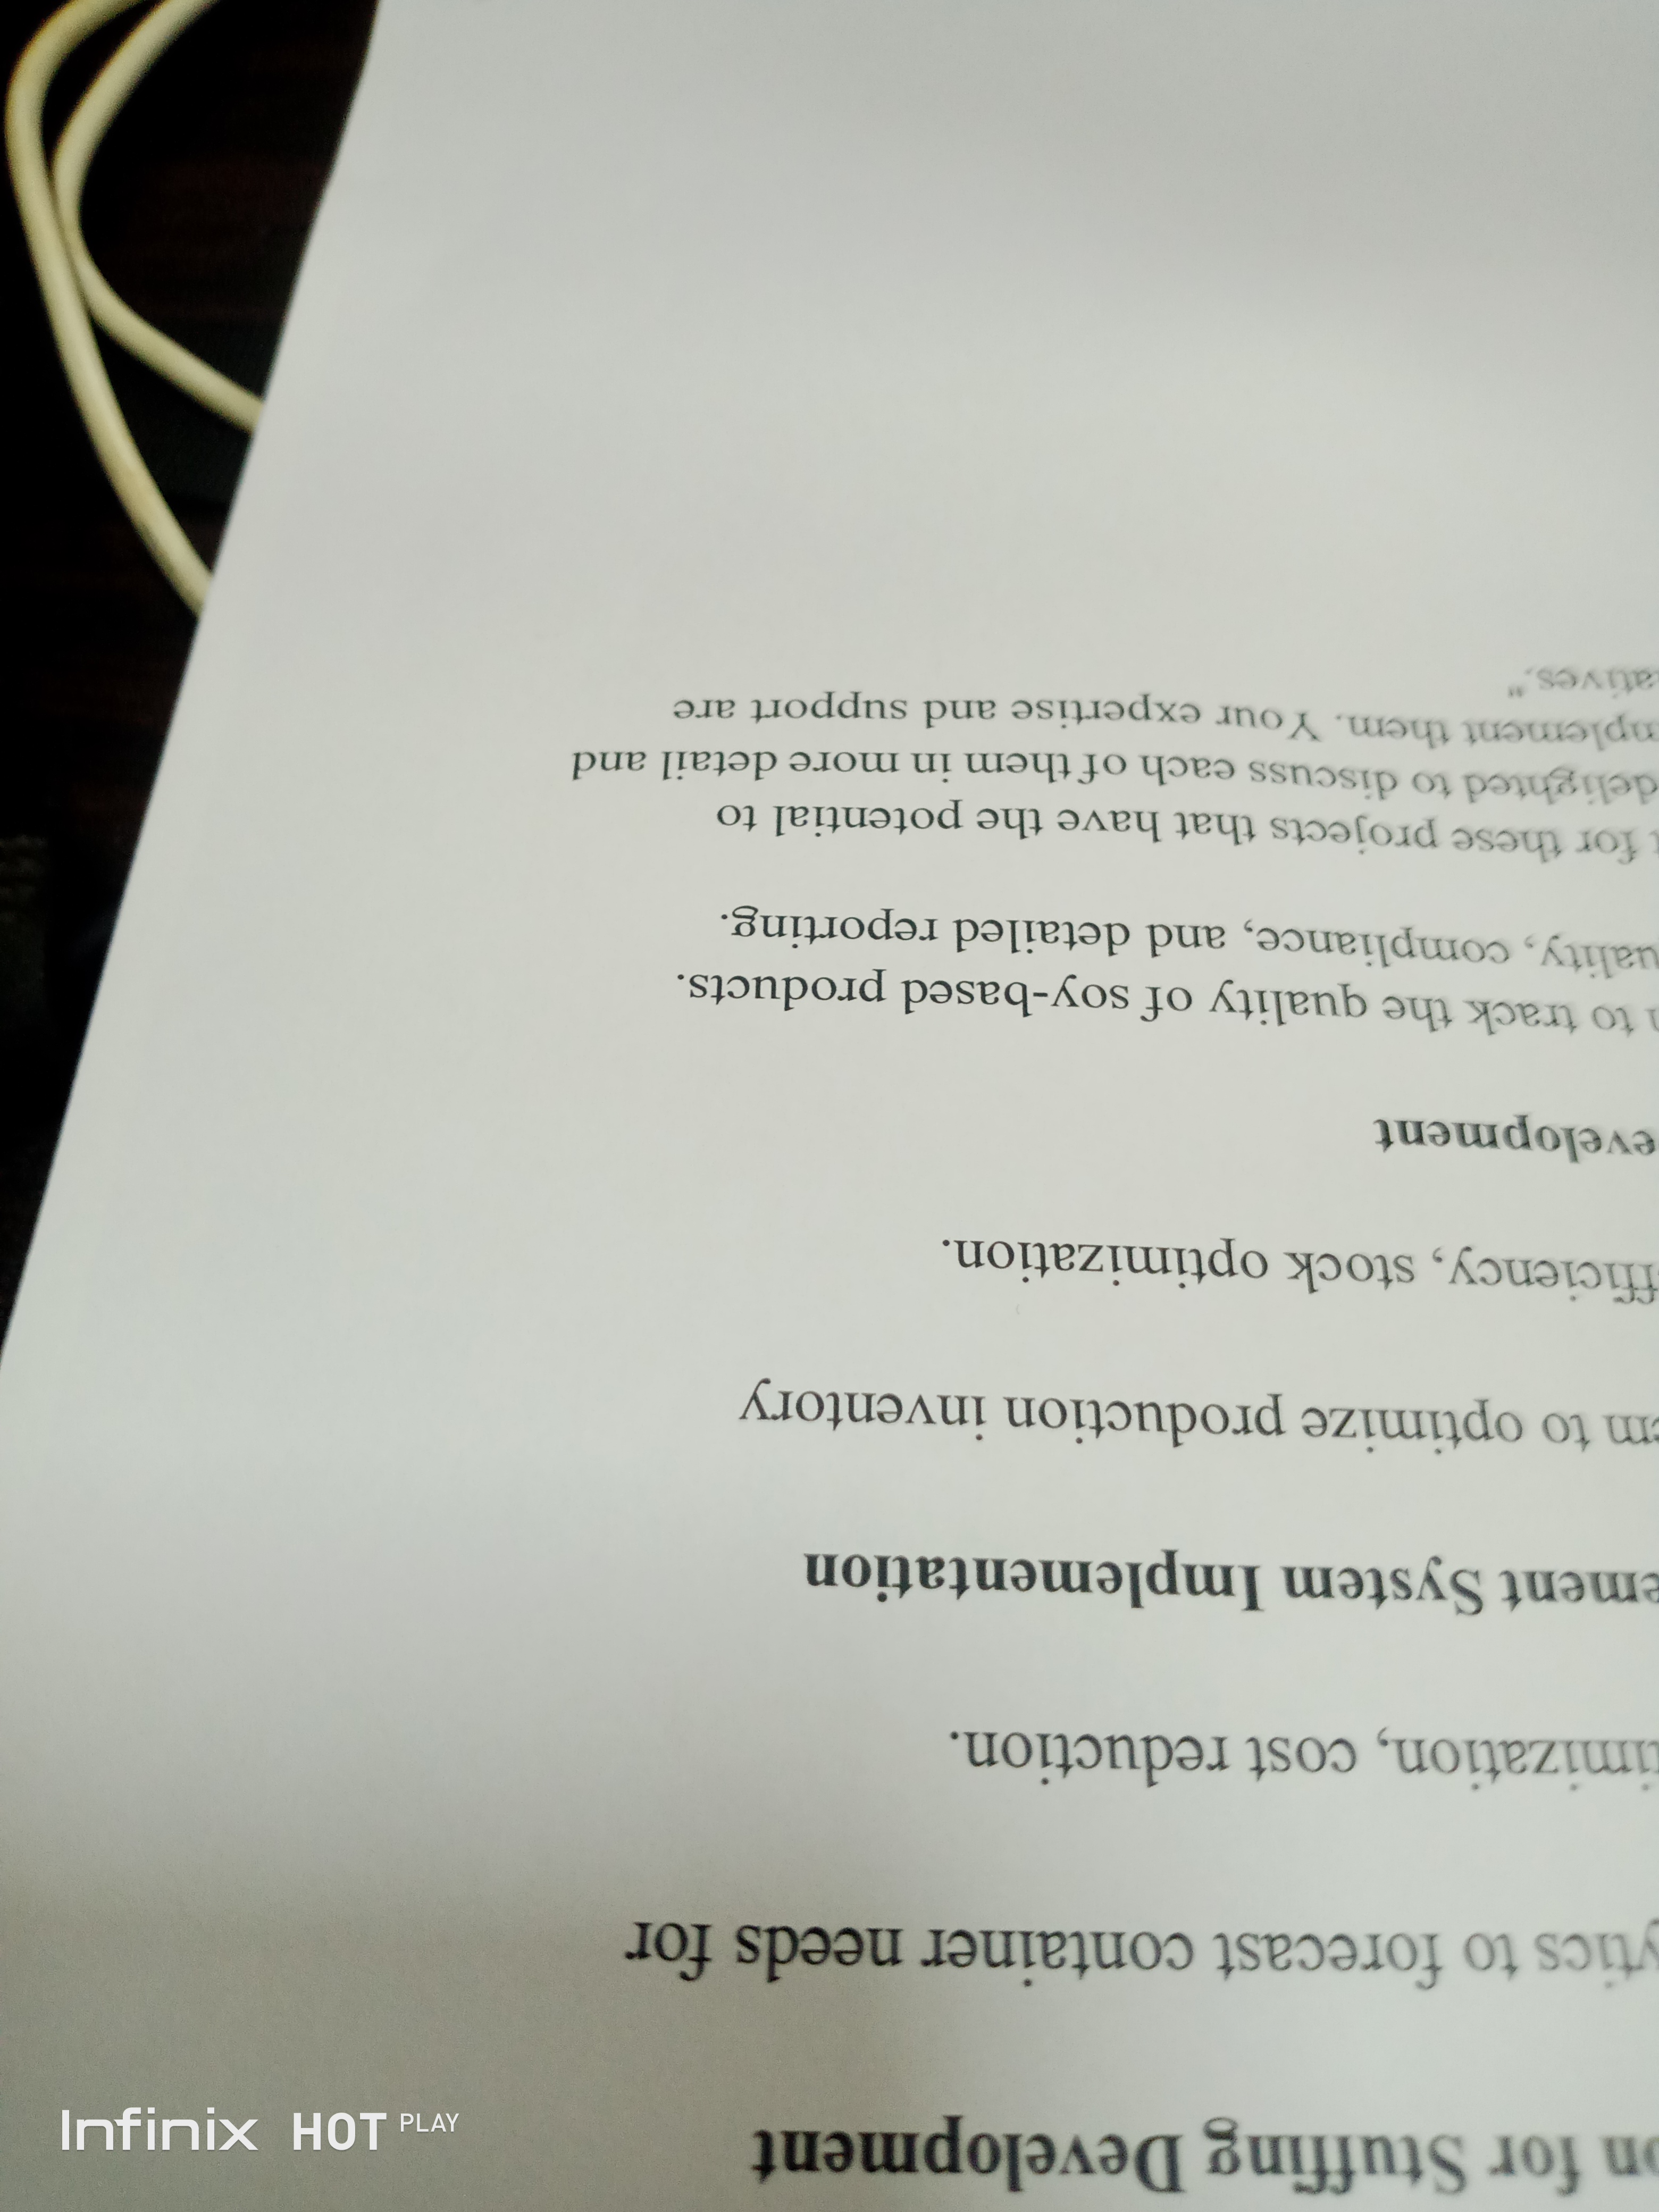 on for Stuffing Development
ytics to forecast container needs for
imization, cost reduction.
ement System Implementation
em to optimize production inventory
fficiency, stock optimization.
evelopment
to track the quality of soy-based products.
uality, compliance, and detailed reporting.
t for these projects that have the potential to
delighted to discuss each of them in more detail and
mplement them. Your expertise and support are
atives."
Infinix HOT PLAY